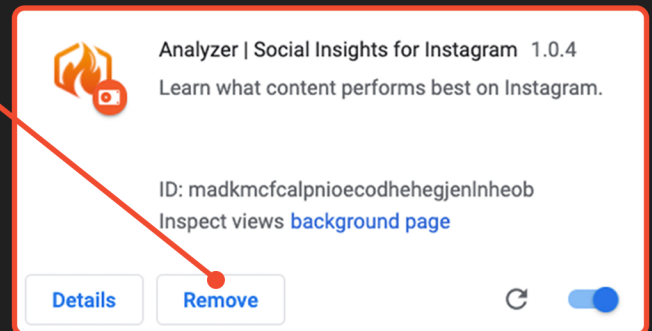 Analyzer | Social Insights for Instagram 1.0.4
Learn what content performs best on Instagram.
ID: madkmcfcalpnioecodhehegjenlnheob
Inspect views background page
Details
Remove